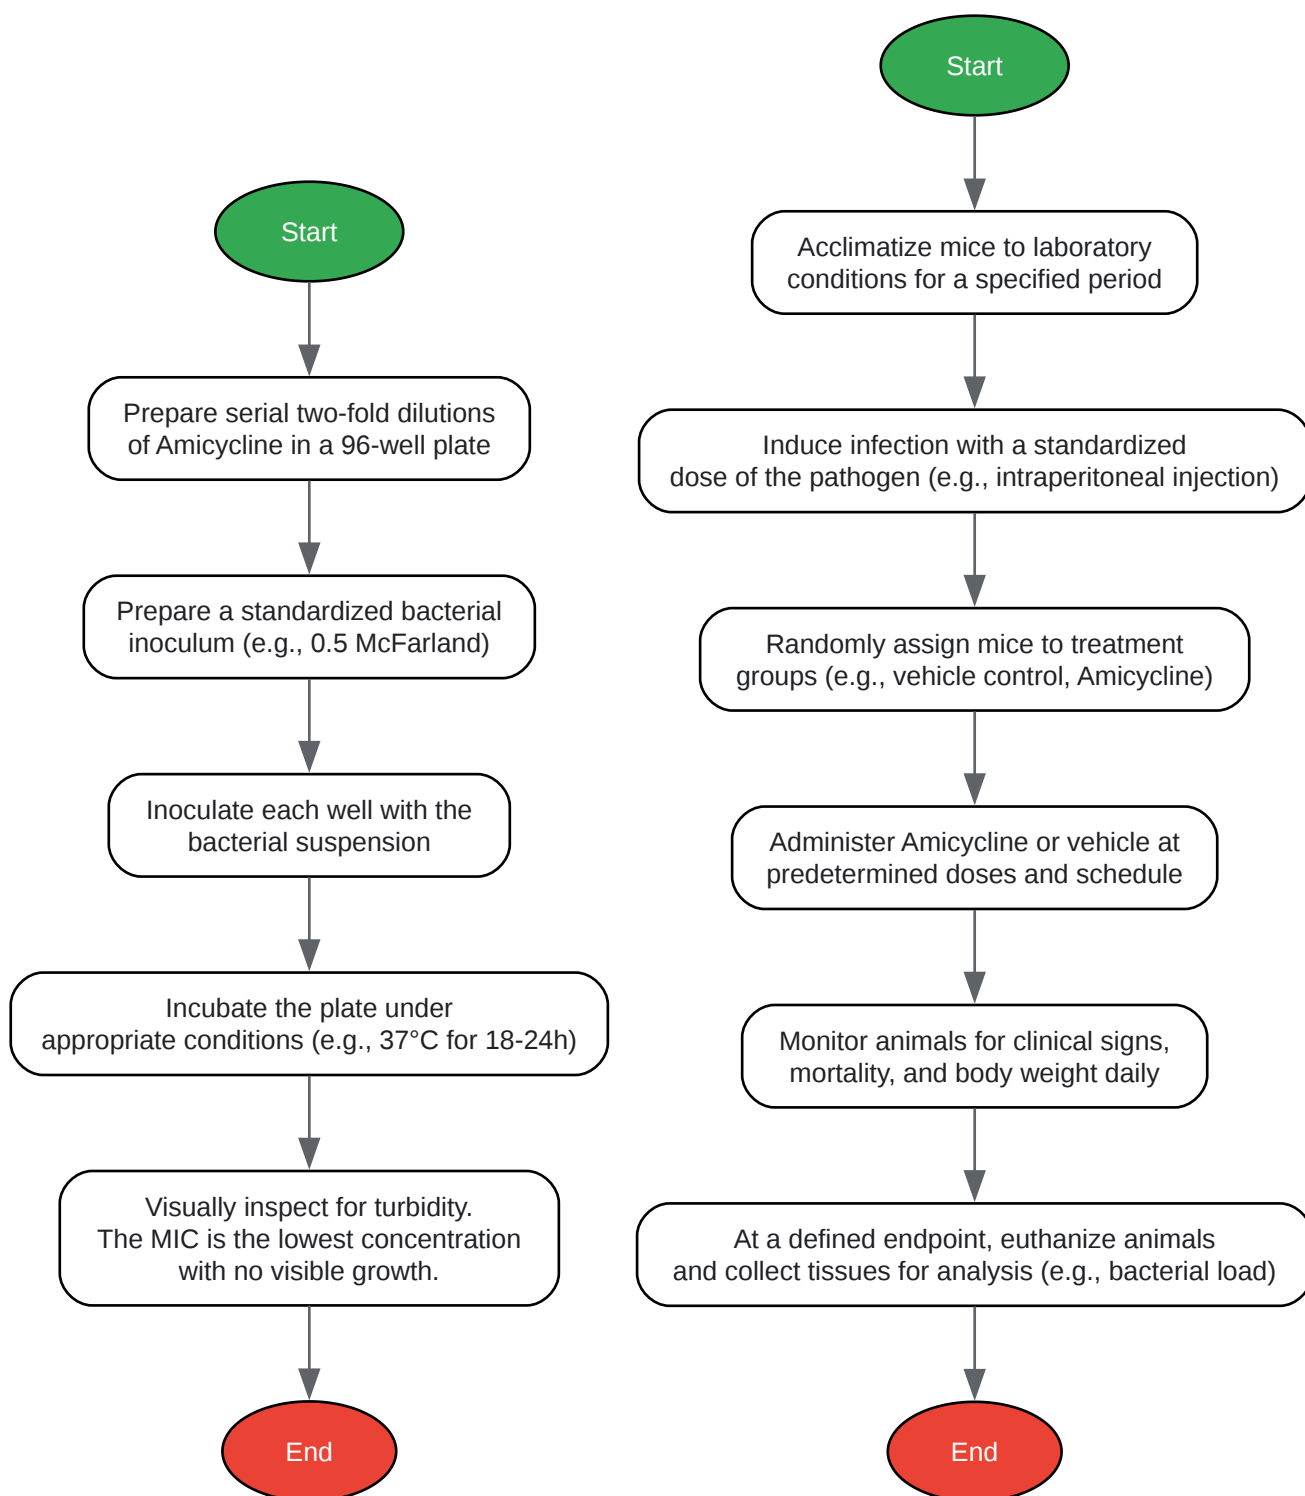 Start
Prepare serial two-fold dilutions
of Amicycline in a 96-well plate
Prepare a standardized bacterial
inoculum (e.g., 0.5 McFarland)
Inoculate each well with the
bacterial suspension
Incubate the plate under
appropriate conditions (e.g., 37°C for 18-24h)
Visually inspect for turbidity.
The MIC is the lowest concentration
with no visible growth.
End
Start
Acclimatize mice to laboratory
conditions for a specified period
Induce infection with a standardized
dose of the pathogen (e.g., intraperitoneal injection)
Randomly assign mice to treatment
groups (e.g., vehicle control, Amicycline)
Administer Amicycline or vehicle at
predetermined doses and schedule
Monitor animals for clinical signs,
mortality, and body weight daily
At a defined endpoint, euthanize animals
and collect tissues for analysis (e.g., bacterial load)
End